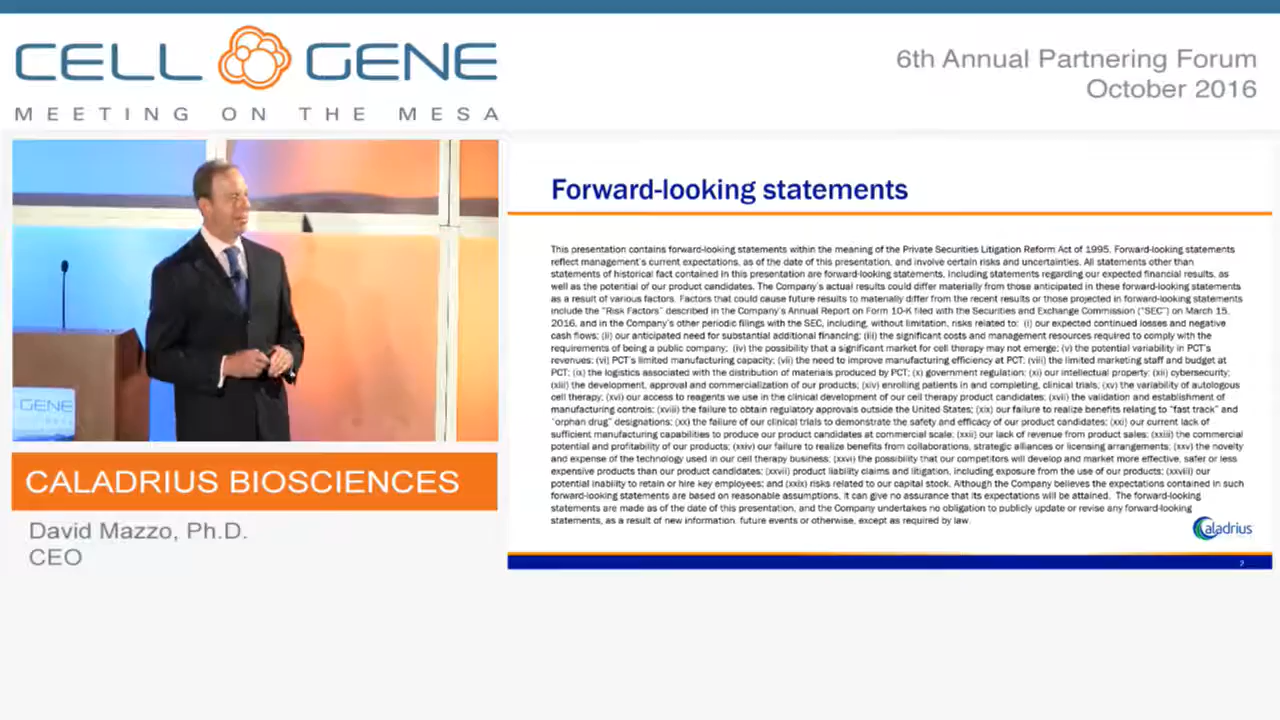 CELL GENE
MEETING ON THE MESA
6th Annual Partnering Forum
October 2016
GENE
CALADRIUS BIOSCIENCES
David Mazzo, Ph.D.
CEO
Forward-looking statements
This presentation contains forward-looking statements within the meaning of the Private Securities Litigation Reform Act of 1995. Forward-looking statements
reflect management's current expectations, as of the date of this presentation, and involve certain risks and uncertainties. All statements other than
statements of historical fact contained in this presentation are forward-looking statements, including statements regarding our expected financial results, as
well as the potential of our product candidates. The Company's actual results could differ materially from those anticipated in these forward-looking statements
as a result of various factors. Factors that could cause future results to materially differ from the recent results or those projected in forward-looking statements
include the "Risk Factors" described in the Company's Annual Report on Form 10-K filed with the Securities and Exchange Commission ("SEC") on March 15,
2016, and in the Company's other periodic filings with the SEC, including, without limitation, risks related to: (i) our expected continued losses and negative
cash flows; (ii) our anticipated need for substantial additional financing; (iii) the significant costs and management resources required to comply with the
requirements of being a public company; (iv) the possibility that a significant market for cell therapy may not emerge; (v) the potential variability in PCT's
revenues; (vi) PCT's limited manufacturing capacity; (vii) the need to improve manufacturing efficiency at PCT; (viii) the limited marketing staff and budget at
PCT; (ix) the logistics associated with the distribution of materials produced by PCT; (x) government regulation; (xi) our intellectual property; (xii) cybersecurity;
(xiii) the development, approval and commercialization of our products; (xiv) enrolling patients in and completing, clinical trials; (xv) the variability of autologous
cell therapy; (xvi) our access to reagents we use in the clinical development of our cell therapy product candidates; (xvii) the validation and establishment of
manufacturing controls; (xviii) the failure to obtain regulatory approvals outside the United States; (xix) our failure to realize benefits relating to "fast track" and
"orphan drug" designations; (xx) the failure of our clinical trials to demonstrate the safety and efficacy of our product candidates; (xxi) our current lack of
sufficient manufacturing capabilities to produce our product candidates at commercial scale; (xxii) our lack of revenue from product sales; (xxiii) the commercial
potential and profitability of our products; (xxiv) our failure to realize benefits from collaborations, strategic alliances or licensing arrangements; (xxv) the novelty
and expense of the technology used in our cell therapy business; (xxvi) the possibility that our competitors will develop and market more effective, safer or less
expensive products than our product candidates; (xxvii) product liability claims and litigation, including exposure from the use of our products; (xxviii) our
potential inability to retain or hire key employees; and (xxix) risks related to our capital stock. Although the Company believes the expectations contained in such
forward-looking statements are based on reasonable assumptions, it can give no assurance that its expectations will be attained. The forward-looking
statements are made as of the date of this presentation, and the Company undertakes no obligation to publicly update or revise any forward-looking
statements, as a result of new information, future events or otherwise, except as required by law.
Caladrius
2